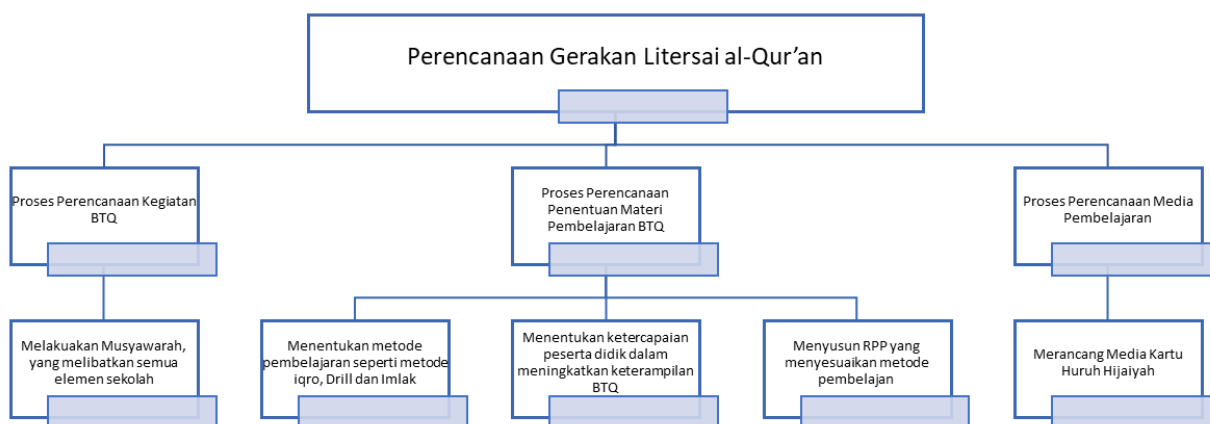 Perencanaan Gerakan Litersai al-Qur’an
Proses Perencanaan Kegiatan
BTQ
Proses Perencanaan
Penentuan Materi
Pembelajaran BTQ
Proses Perencanaan Media
Pembelajaran
Melakuakan Musyawarah,
yang melibatkan semua
elemen sekolah
Menentukan metode
pembelajaran seperti metode
iqro, Drill dan Imlak
Menentukan ketercapaian
peserta didik dalam
meningkatkan keterampilan
BTQ
Menyusun RPP yang
menyesuaikan metode
pembelajan
Merancang Media Kartu
Huruh Hijaiyah